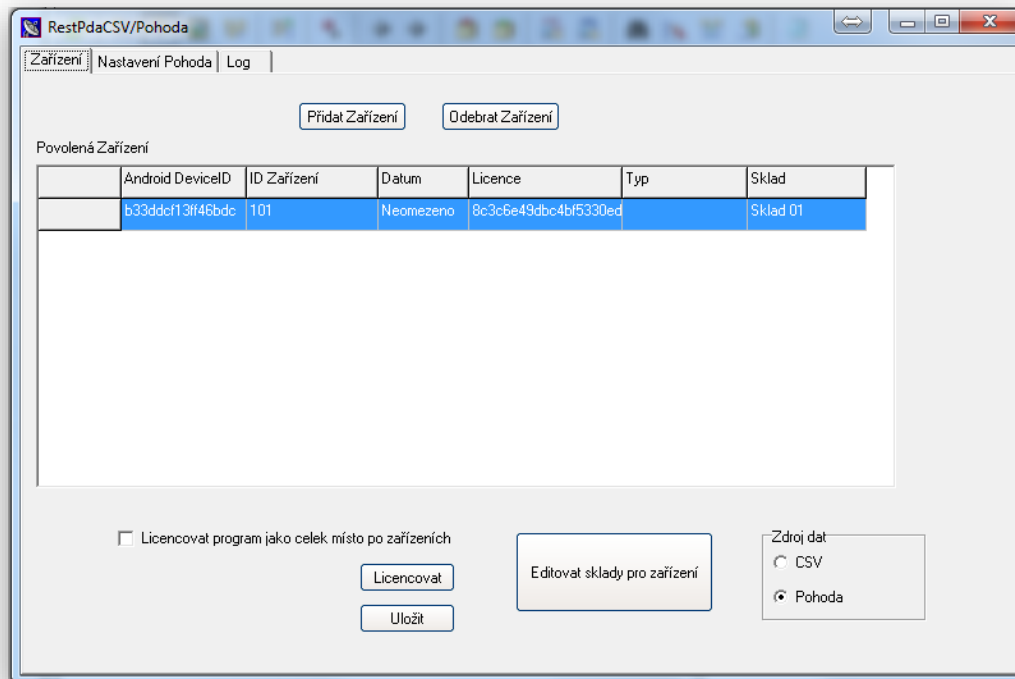 RestPdaCSV/Pohoda
Zařízení Nastavení Pohoda Log
Přidat Zařízení Odebrat Zařízení
Povolená Zařízení
Android DeviceID ID Zařízení Datum Licence Typ Sklad
b33ddcf13ff46bdc 101 Neomezeno 8c3c6e49dbc4bf5330ed Sklad 01
Licencovat program jako celek místo po zařízeních
Licencovat
Uložit
Editovat sklady pro zařízení
Zdroj dat
CSV
Pohoda